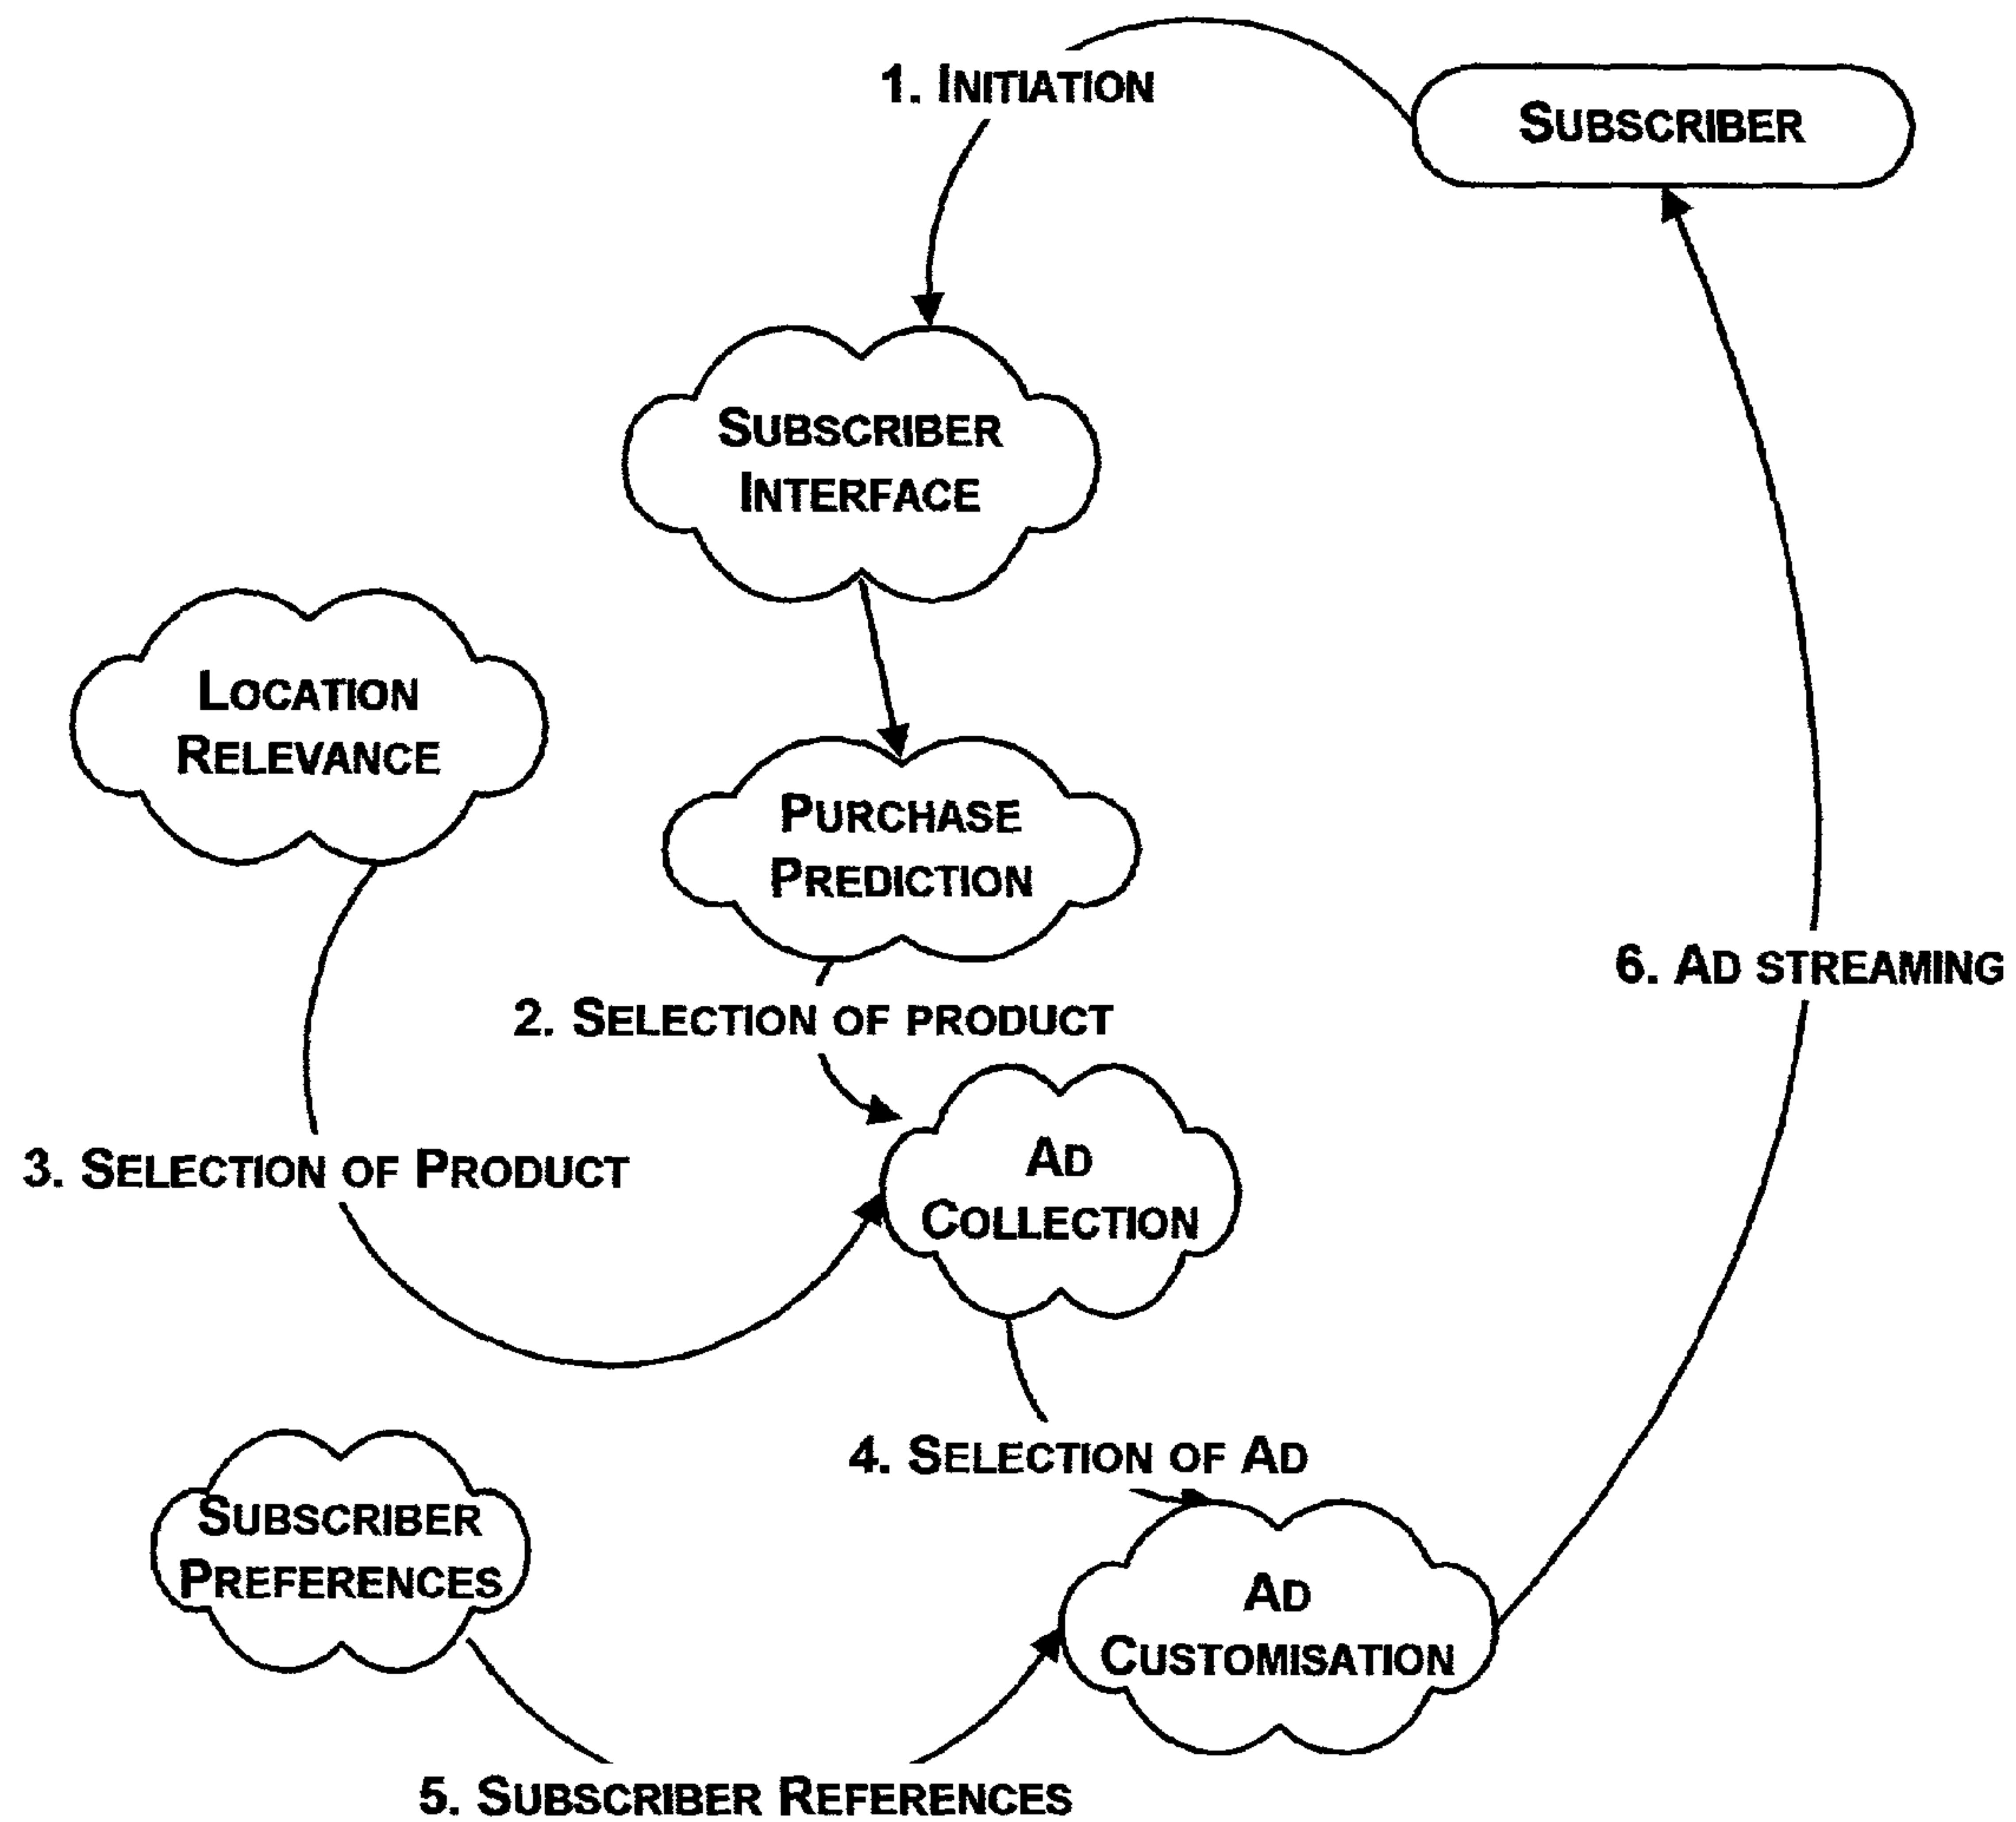 1. INITIATION
SUBSCRIBER
SUBSCRIBER
INTERFACE
LOCATION
RELEVANCE
PURCHASE
PREDICTION
6. AD STREAMING
2. SELECTION OF PRODUCT
3. SELECTION OF PRODUCT
AD
COLLECTION
4. SELECTION OF AD
SUBSCRIBER
PREFERENCES
AD
CUSTOMISATION
5. SUBSCRIBER REFERENCES